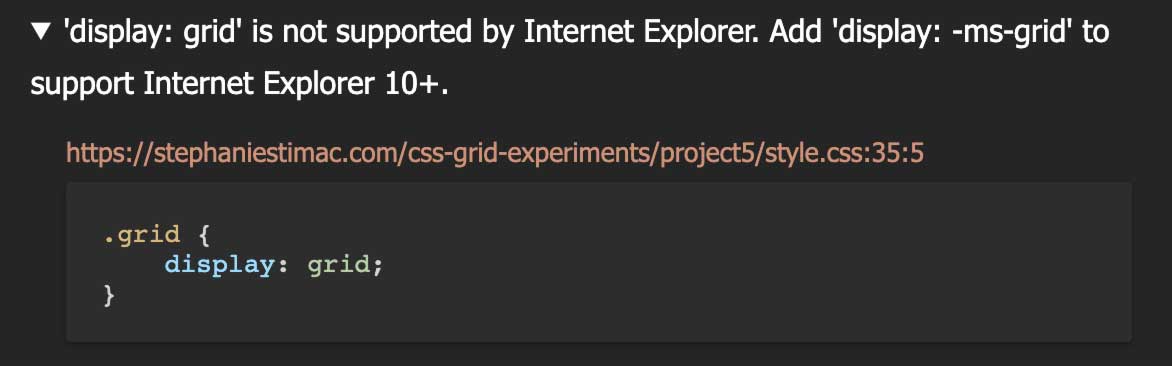 ▼ 'display: grid' is not supported by Internet Explorer. Add 'display: -ms-grid' to
support Internet Explorer 10+.
https://stephaniestimac.com/css-grid-experiments/project5/style.css:35:5
.grid {
    display: grid;
}